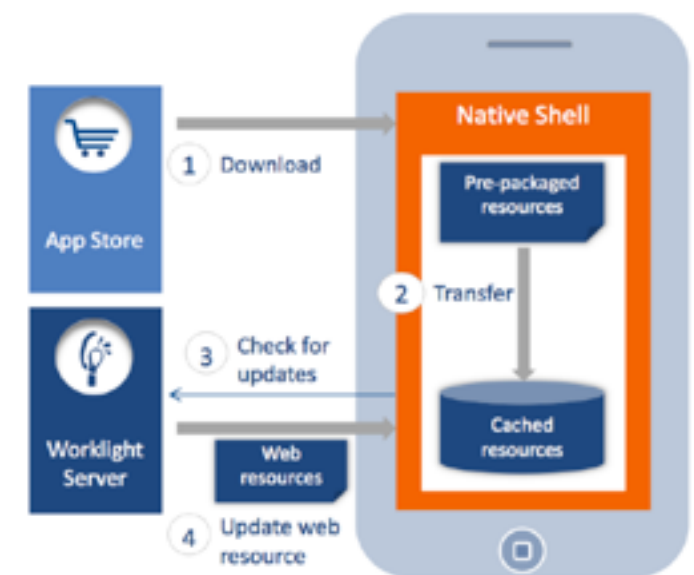 Native Shell
Pre-packaged
resources
1 Download
App Store
2 Transfer
3 Check for
updates
Cached
resources
Worklight
Server
Web
resources
4 Update web
resource